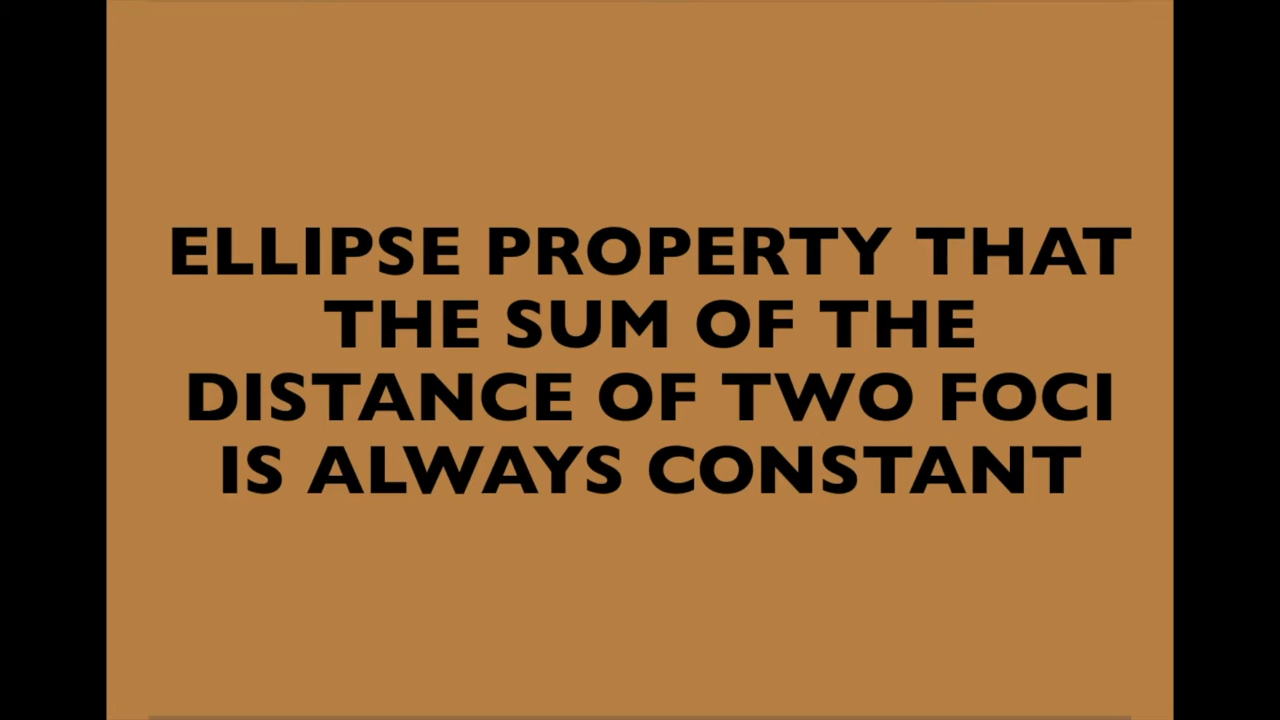 ELLIPSE PROPERTY THAT
THE SUM OF THE
DISTANCE OF TWO FOCI
IS ALWAYS CONSTANT